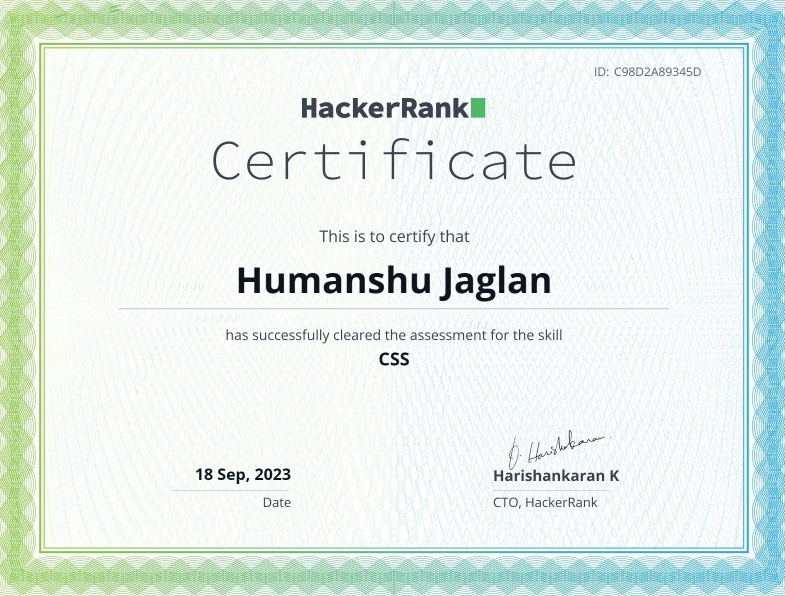 ID: C98D2A89345D
HackerRank
Certificate
This is to certify that
Humanshu Jaglan
has successfully cleared the assessment for the skill
CSS
18 Sep, 2023
Date
Harishankaran K
CTO, HackerRank